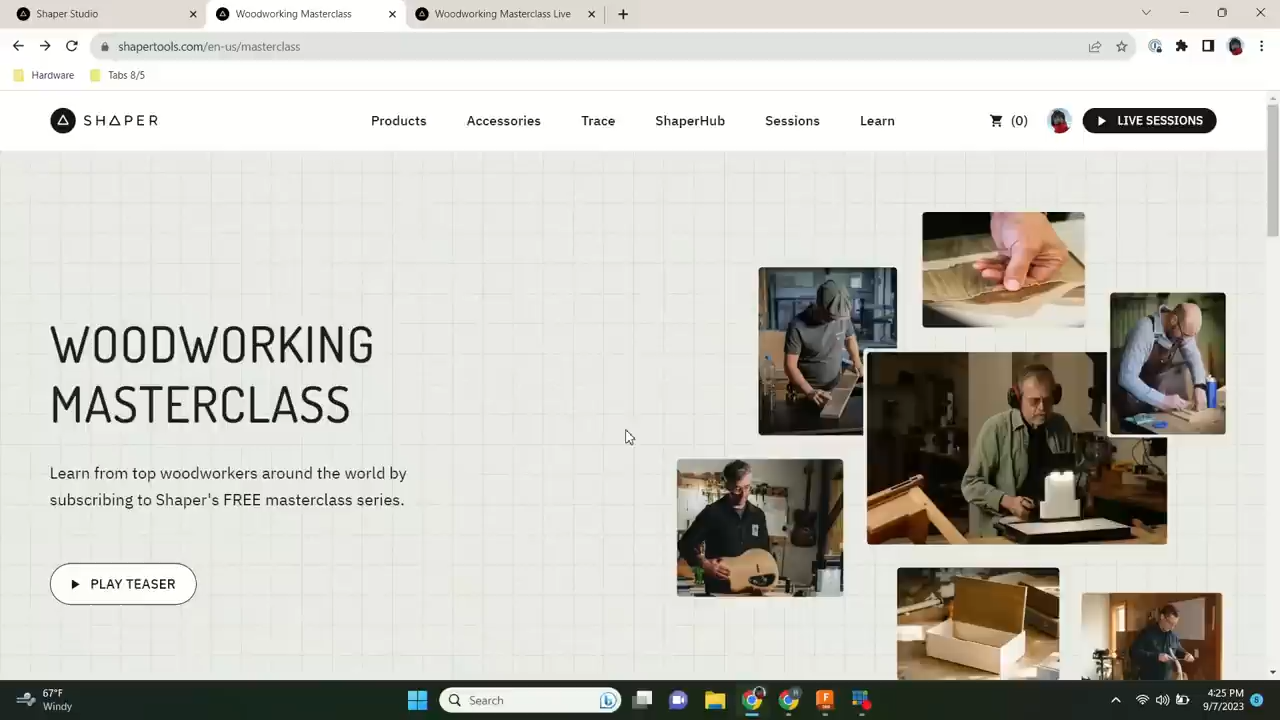 Shaper Studio
Woodworking Masterclass
Woodworking Masterclass Live
shapertools.com/en-us/masterclass
Hardware
Tabs 8/5
SHAPER
Products
Accessories
Trace
ShaperHub
Sessions
Learn
(0)
LIVE SESSIONS
WOODWORKING
MASTERCLASS
Learn from top woodworkers around the world by
subscribing to Shaper's FREE masterclass series.
PLAY TEASER
67°F
Windy
Search
4:25 PM
9/7/2023